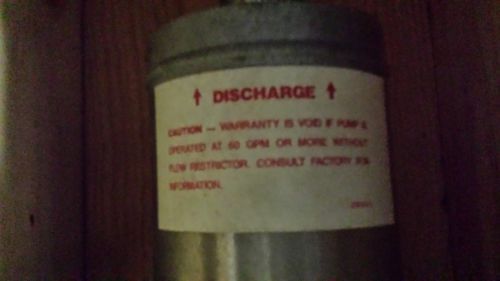 ↑ DISCHARGE ↑
CAUTION — WARRANTY IS VOID IF PUMP IS
OPERATED AT 60 GPM OR MORE WITHOUT
FLOW RESTRICTOR. CONSULT FACTORY FOR
INFORMATION.